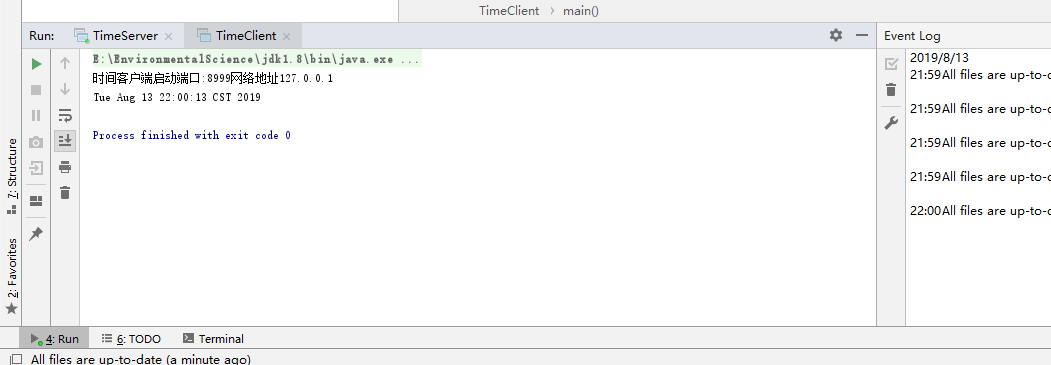 TimeClient > main()
Run: TimeServer × TimeClient ×
Event Log
E:\EnvironmentalScience\jdk1.8\bin\java.exe ...
时间客户端启动端口:8999网络地址127.0.0.1
Tue Aug 13 22:00:13 CST 2019
Process finished with exit code 0
2019/8/13
21:59All files are up-to-d
21:59All files are up-to-d
21:59All files are up-to-d
21:59All files are up-to-d
22:00All files are up-to-d
7: Structure
2: Favorites
4: Run 6: TODO Terminal
All files are up-to-date (a minute ago)